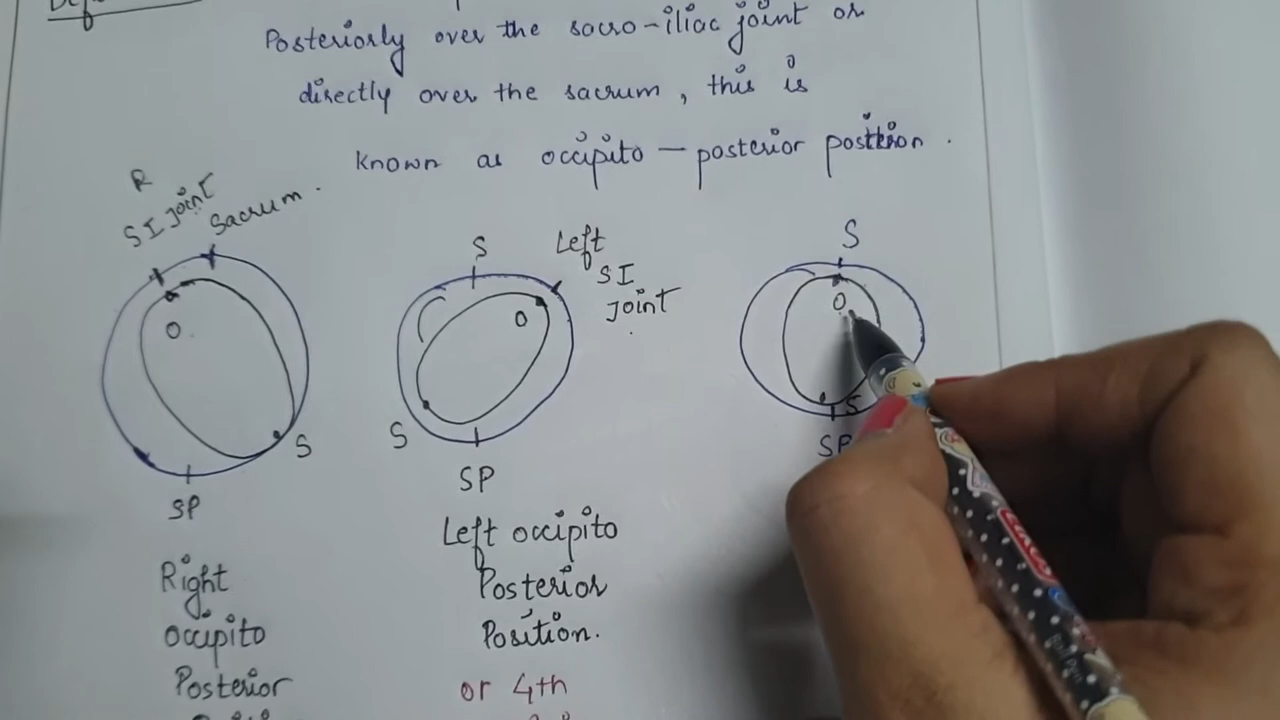 Posteriorly over the sacro-iliac joint or
directly over the sacrum, this is
Known as occipito - posterior position.
R
SI joint
Sacrum.
O
S
SP
Right
occipito
Posterior
S
Left
SI
joint
O
S
SP
Left occipito
Posterior
Position.
or 4th
S
O
S
SP